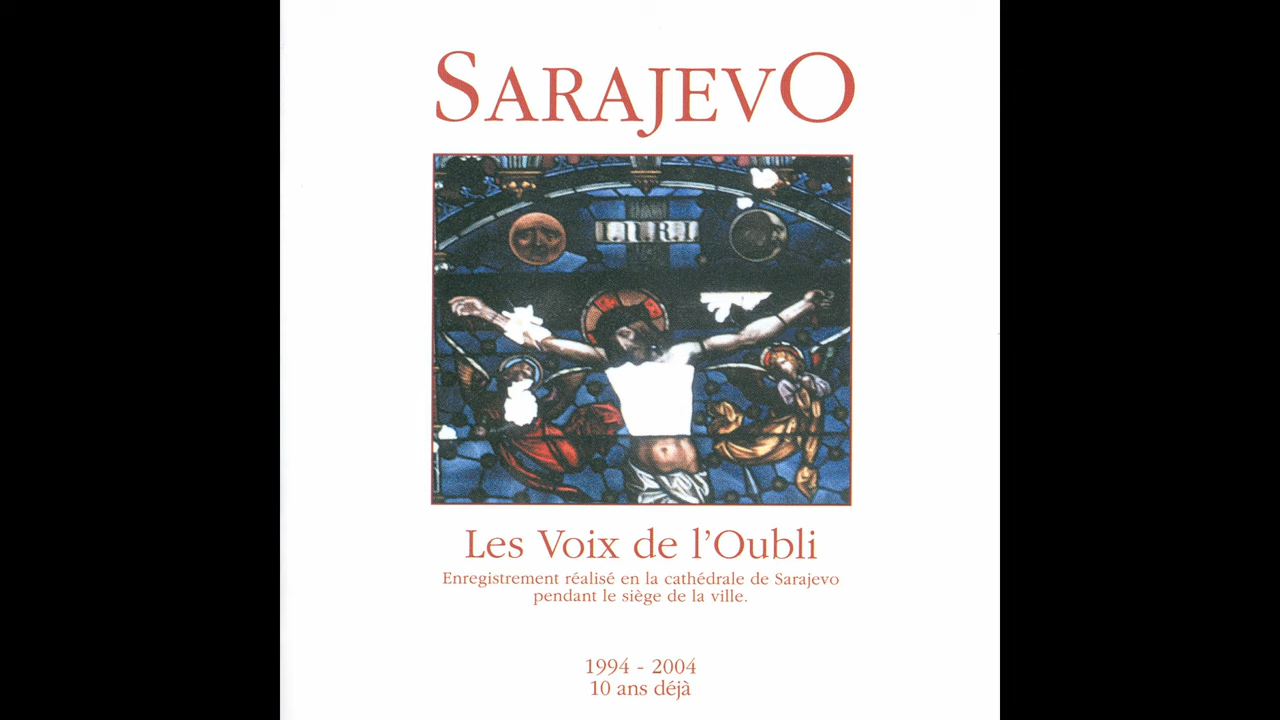 SARAJEVO
I.N.R.I
Les Voix de l'Oubli
Enregistrement réalisé en la cathédrale de Sarajevo
pendant le siège de la ville.
1994 - 2004
10 ans déjà